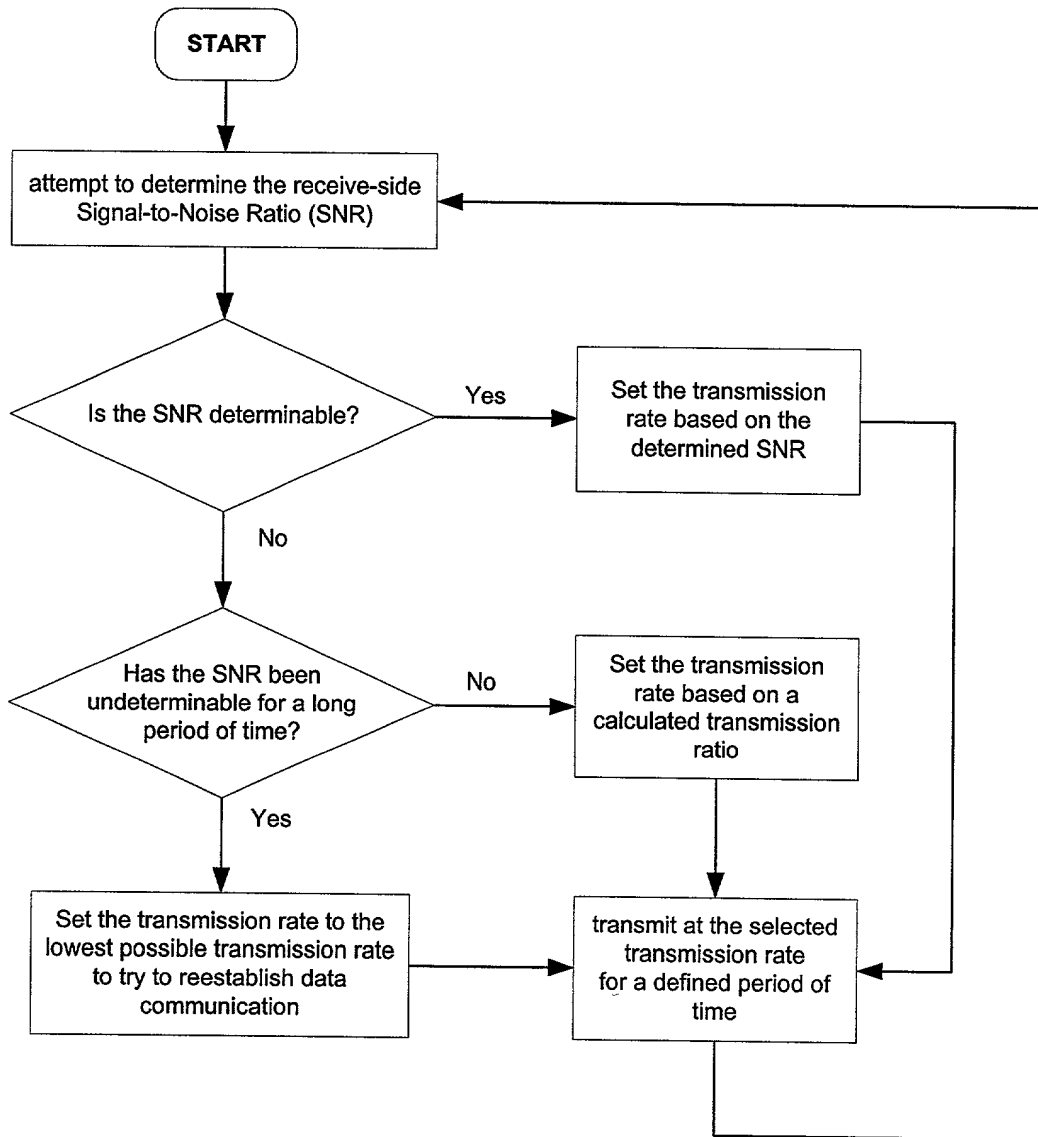 START
attempt to determine the receive-side
Signal-to-Noise Ratio (SNR)
Is the SNR determinable?
Yes
Set the transmission
rate based on the
determined SNR
No
Has the SNR been
undeterminable for a long
period of time?
No
Set the transmission
rate based on a
calculated transmission
ratio
Yes
Set the transmission rate to the
lowest possible transmission rate
to try to reestablish data
communication
transmit at the selected
transmission rate
for a defined period of
time